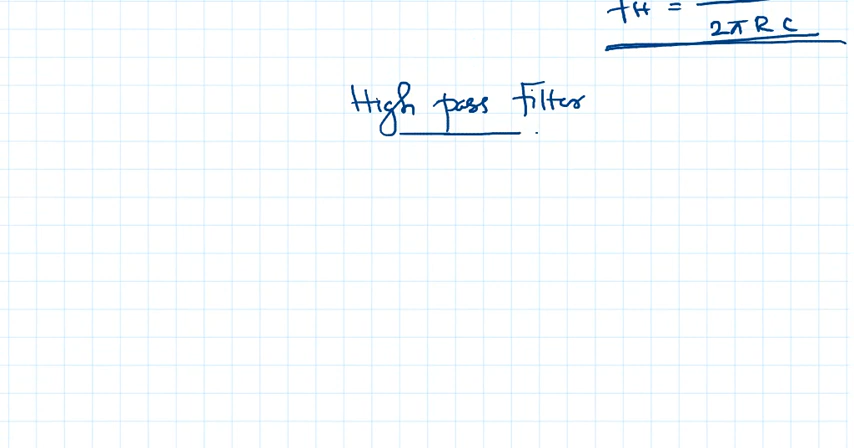 fH =
2πRC
High pass filter